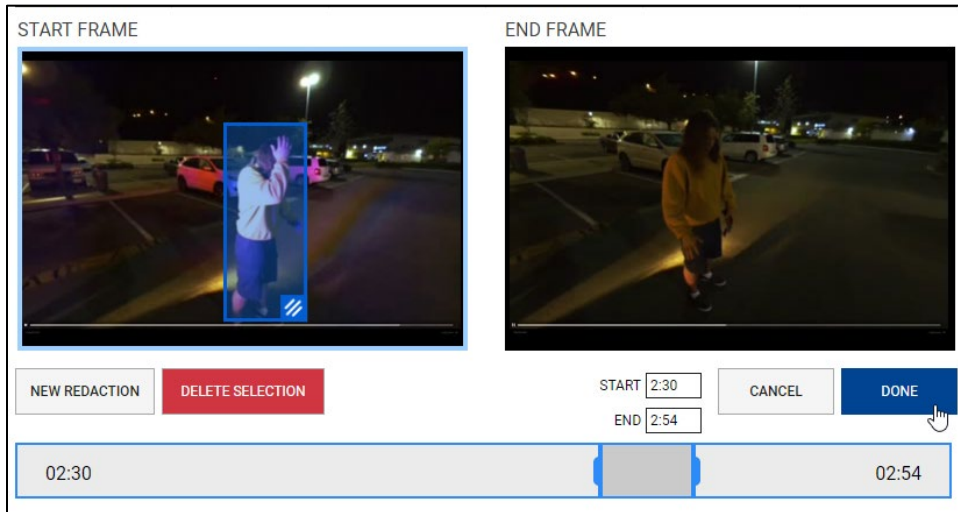 START FRAME
END FRAME
NEW REDACTION
DELETE SELECTION
START 2:30
END 2:54
CANCEL
DONE
02:30
02:54